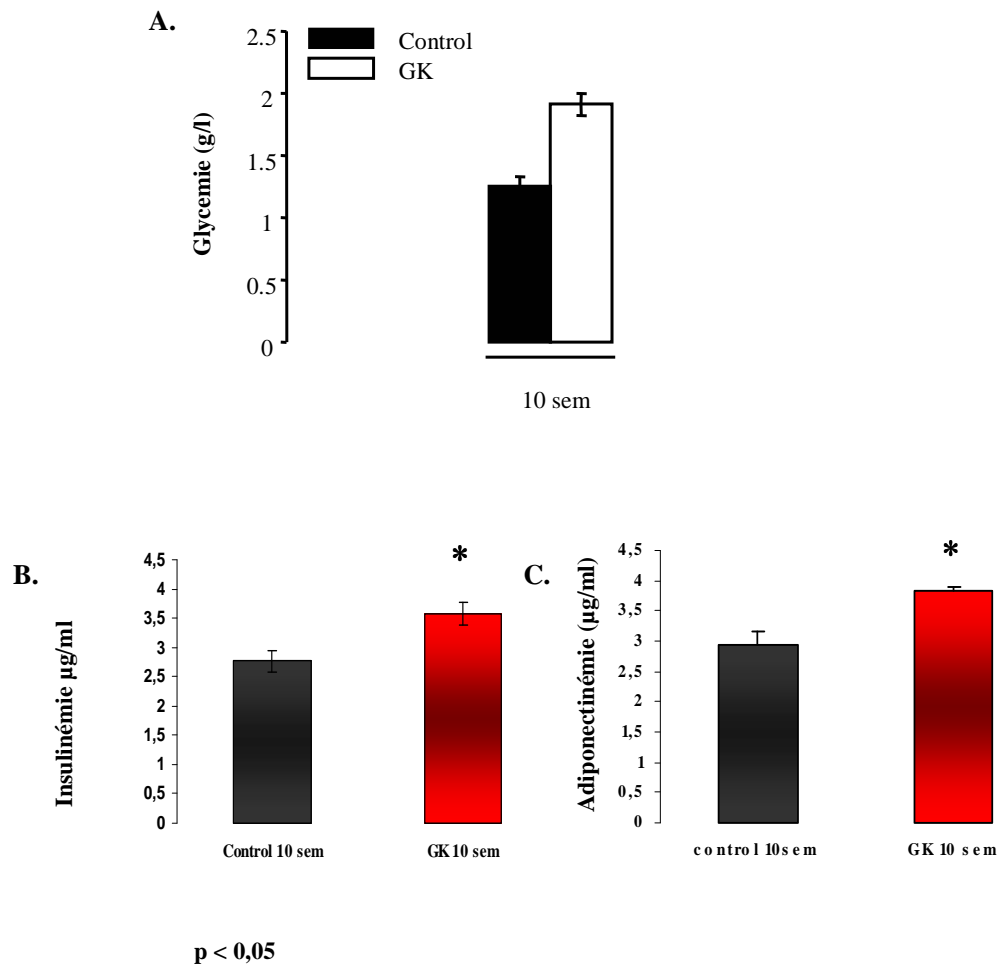 A.
Glycemie (g/l)
2.5
2
1.5
1
0.5
0
Control
GK
10 sem
B.
Insulinémie µg/ml
4,5
4
3,5
3
2,5
2
1,5
1
0,5
0
*
Control 10 sem
GK10 sem
C.
Adiponectinémie (µg/ml)
4,5
4
3,5
3
2,5
2
1,5
1
0,5
0
*
control 10sem
GK 10 sem
p < 0,05